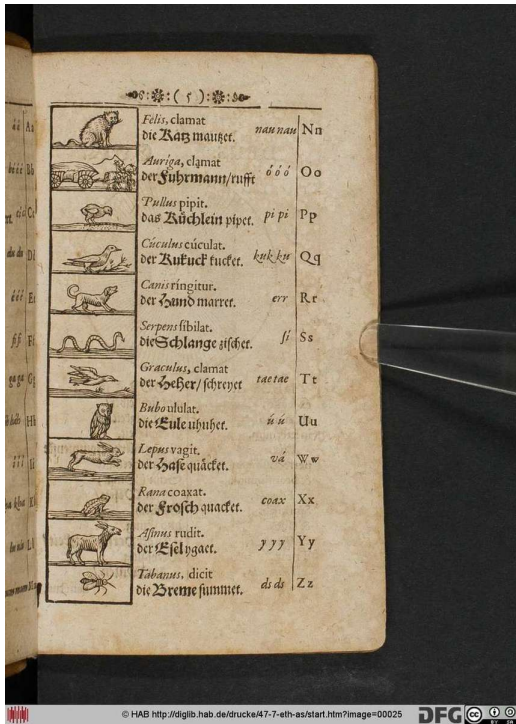 ( 5 )
Felis, clamat
die Katz mautzet. nau nau Nn
Auriga, clamat
der Fuhrmann/rufft ó ó ó Oo
Pullus pipit.
das Küchlein pipet. pi pi Pp
Cúculus cúculat.
der Kukuck kucket. kuk ku Qq
Canis ringitur.
der Hund marret. err Rr
Serpens sibilat.
die Schlange zischet. sí Ss
Graculus, clamat
der Heher/schreyet tae tae Tt
Bubo ululat.
die Eule uhuhet. ú ú Uu
Lepus vagit.
der Hase quäcket. vá Ww
Rana coaxat.
der Frosch quacket. coax Xx
Asinus rudit.
der Esel ygaet. y y y Yy
Tabanus, dicit
die Breme summet. ds ds Zz
© HAB http://diglib.hab.de/drucke/47-7-eth-as/start.htm?image=00025
DFG